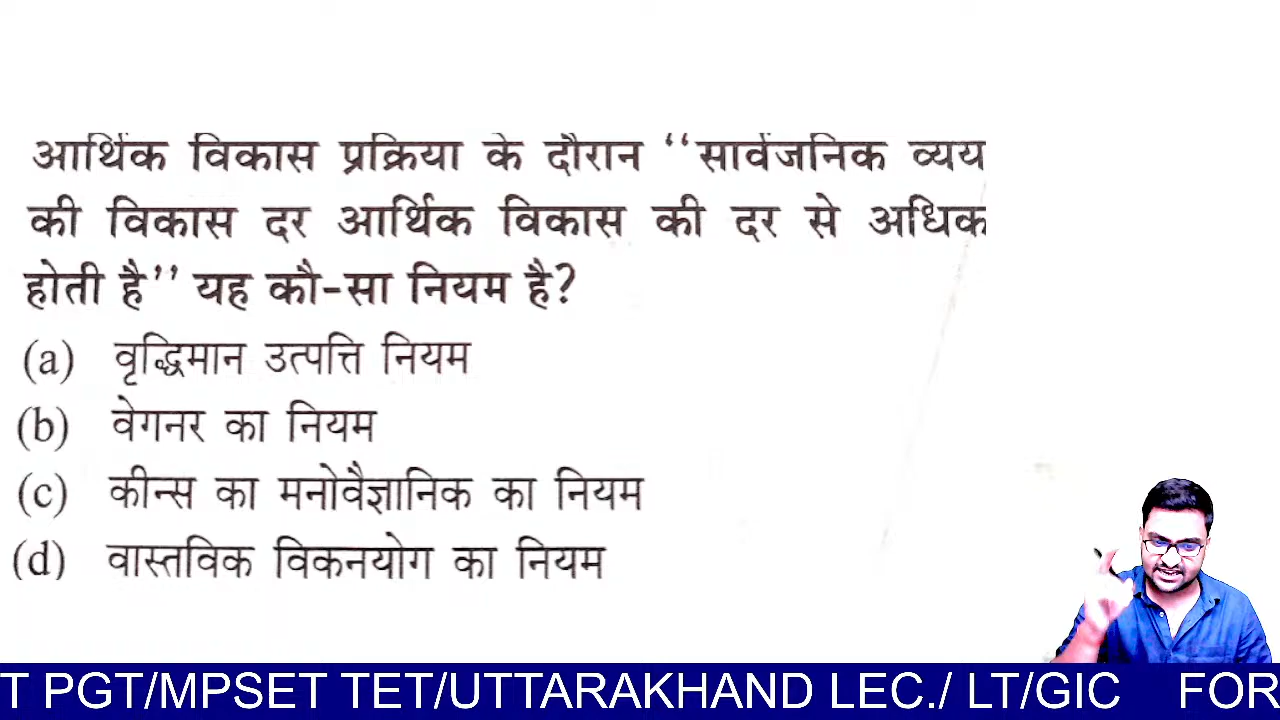 आर्थिक विकास प्रक्रिया के दौरान ‘‘सार्वजनिक व्यय
की विकास दर आर्थिक विकास की दर से अधिक
होती है’’ यह कौ-सा नियम है?
(a) वृद्धिमान उत्पत्ति नियम
(b) वेगनर का नियम
(c) कीन्स का मनोवैज्ञानिक का नियम
(d) वास्तविक विकनयोग का नियम
T PGT/MPSET TET/UTTARAKHAND LEC./ LT/GIC FOR